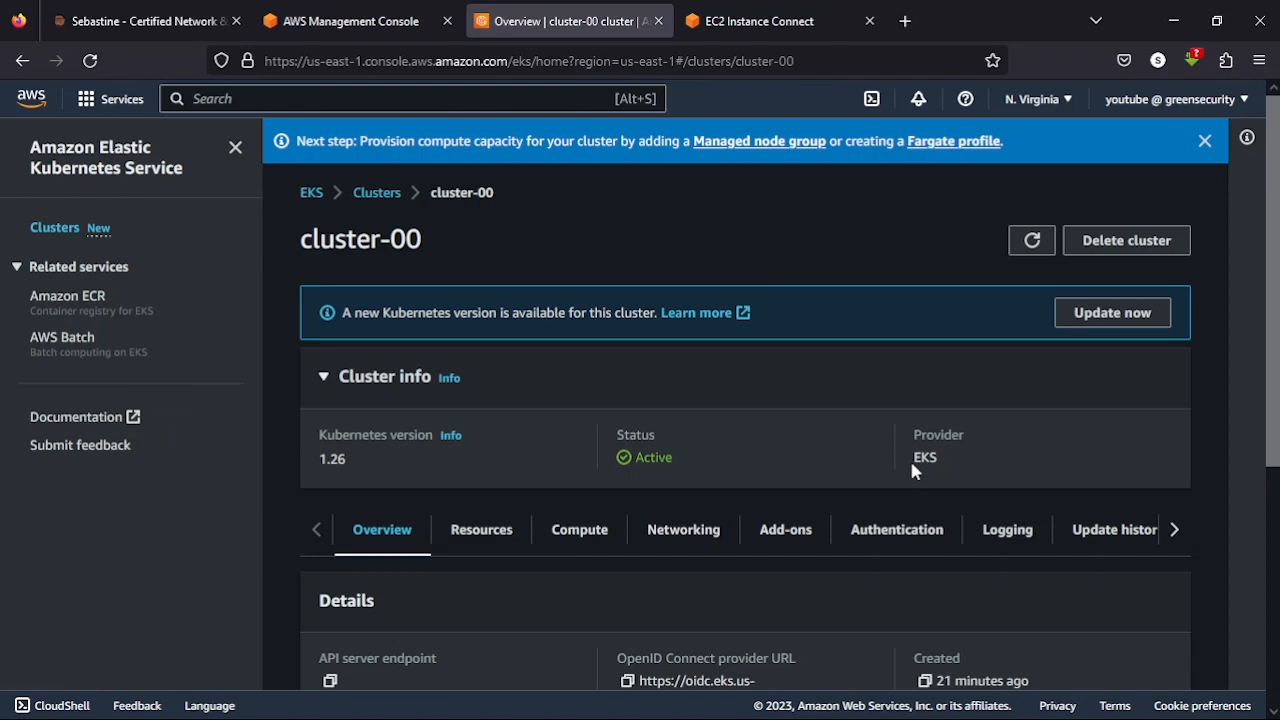 Sebastine - Certified Network &
AWS Management Console
Overview | cluster-00 cluster | A
EC2 Instance Connect
https://us-east-1.console.aws.amazon.com/eks/home?region=us-east-1#/clusters/cluster-00
S
?
aws
Services
Search
[Alt+S]
N. Virginia
youtube @ greensecurity
Amazon Elastic
Kubernetes Service
Clusters New
Related services
Amazon ECR
Container registry for EKS
AWS Batch
Batch computing on EKS
Documentation
Submit feedback
Next step: Provision compute capacity for your cluster by adding a Managed node group or creating a Fargate profile.
EKS
Clusters
cluster-00
cluster-00
Delete cluster
A new Kubernetes version is available for this cluster. Learn more
Update now
Cluster info Info
Kubernetes version Info
1.26
Status
Active
Provider
EKS
Overview
Resources
Compute
Networking
Add-ons
Authentication
Logging
Update histor
Details
API server endpoint
OpenID Connect provider URL
https://oidc.eks.us-
Created
21 minutes ago
CloudShell
Feedback
Language
© 2023, Amazon Web Services, Inc. or its affiliates.
Privacy
Terms
Cookie preferences